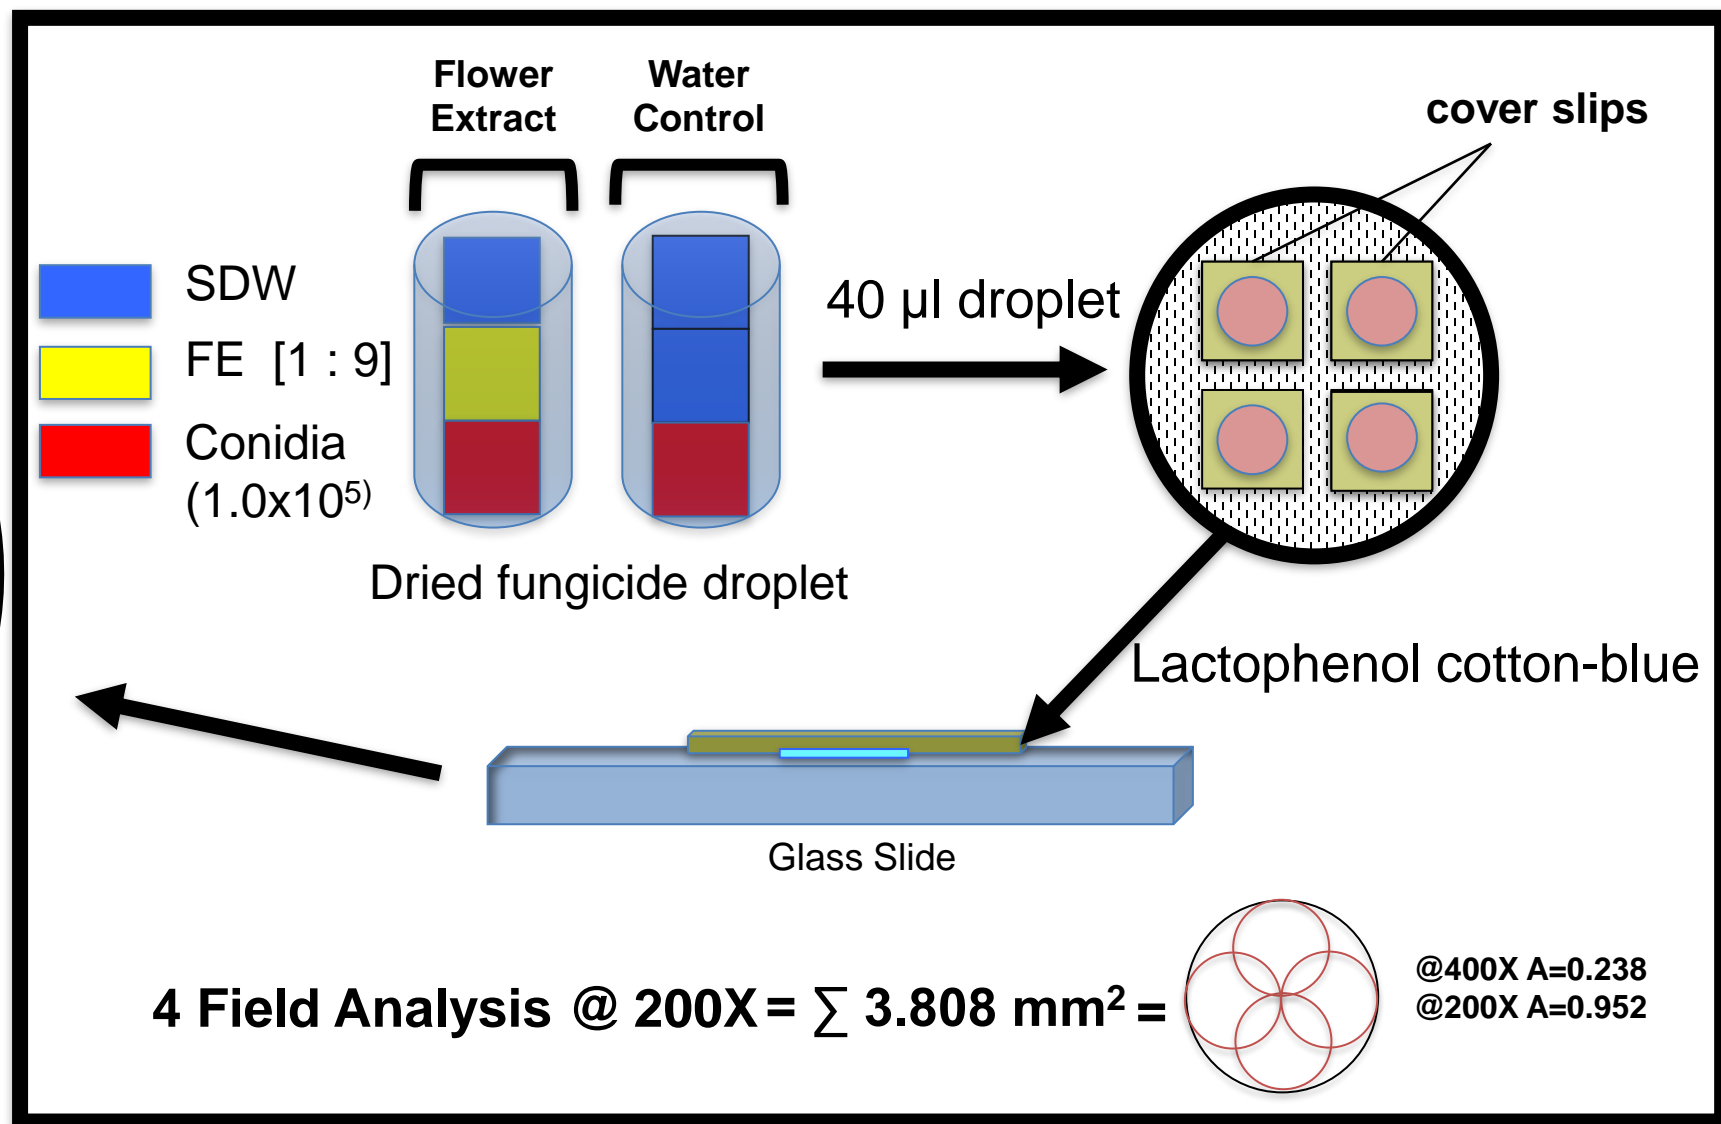 Flower
Extract
Water
Control
cover slips
SDW
FE [1 : 9]
Conidia
(1.0x10⁵⁾
40 µl droplet
Dried fungicide droplet
Lactophenol cotton-blue
Glass Slide
4 Field Analysis @ 200X = ∑ 3.808 mm² =
@400X A=0.238
@200X A=0.952